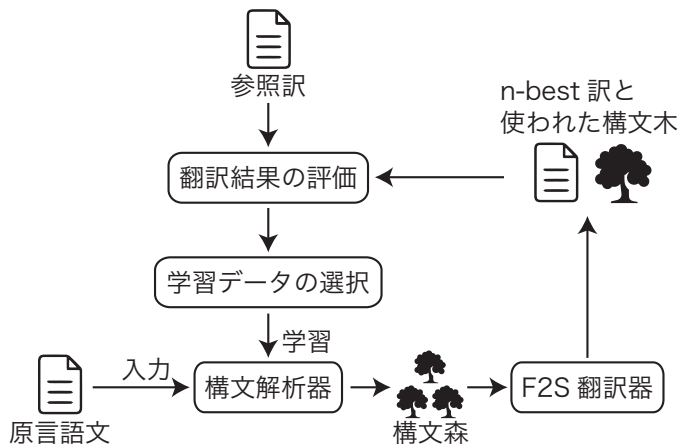 参照訳
n-best 訳と
使われた構文木
翻訳結果の評価
学習データの選択
学習
入力
構文解析器
F2S 翻訳器
原言語文
構文森